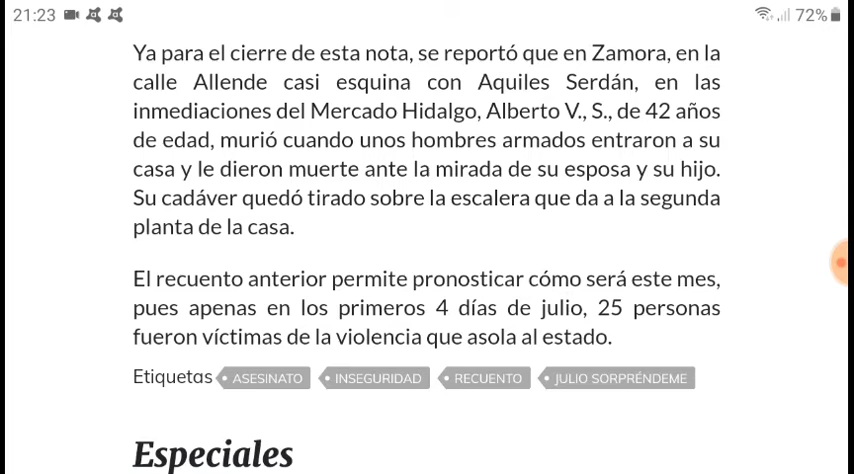 21:23
72%
Ya para el cierre de esta nota, se reportó que en Zamora, en la
calle Allende casi esquina con Aquiles Serdán, en las
inmediaciones del Mercado Hidalgo, Alberto V., S., de 42 años
de edad, murió cuando unos hombres armados entraron a su
casa y le dieron muerte ante la mirada de su esposa y su hijo.
Su cadáver quedó tirado sobre la escalera que da a la segunda
planta de la casa.
El recuento anterior permite pronosticar cómo será este mes,
pues apenas en los primeros 4 días de julio, 25 personas
fueron víctimas de la violencia que asola al estado.
Etiquetas • ASESINATO • INSEGURIDAD • RECUENTO • JULIO SORPRÉNDEME
Especiales